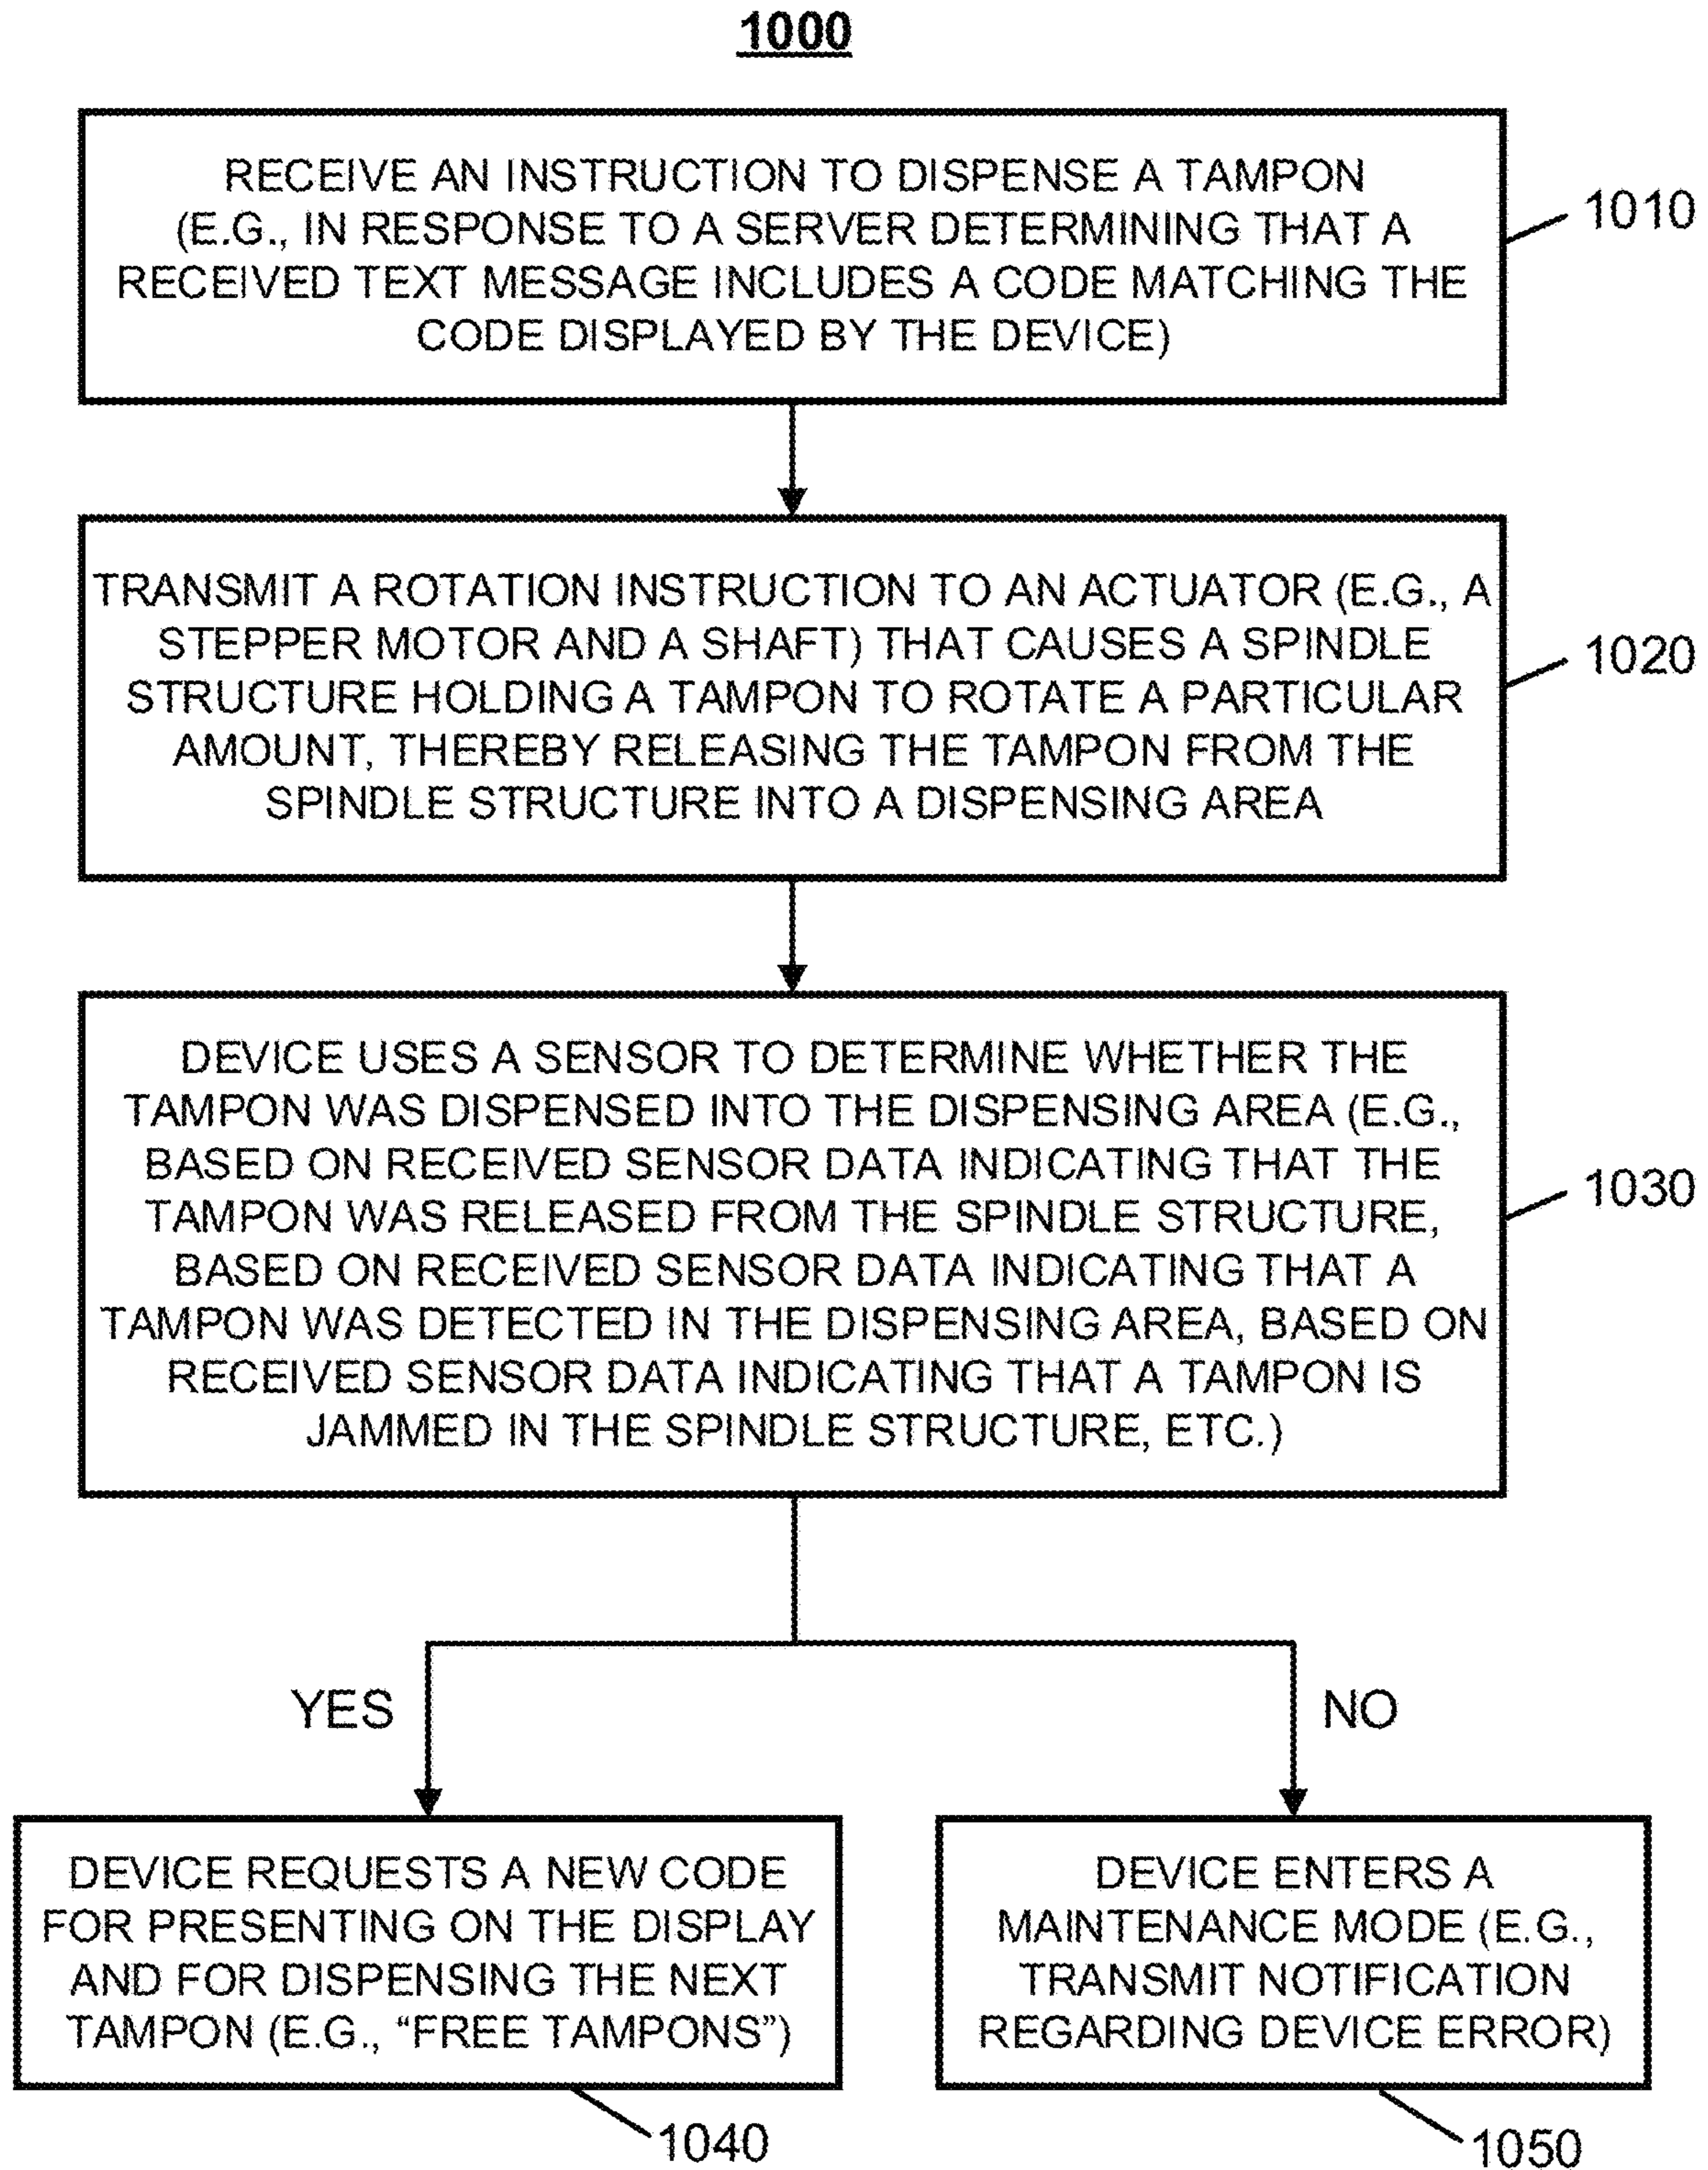 1000
RECEIVE AN INSTRUCTION TO DISPENSE A TAMPON
(E.G., IN RESPONSE TO A SERVER DETERMINING THAT A
RECEIVED TEXT MESSAGE INCLUDES A CODE MATCHING THE
CODE DISPLAYED BY THE DEVICE)
1010
TRANSMIT A ROTATION INSTRUCTION TO AN ACTUATOR (E.G., A
STEPPER MOTOR AND A SHAFT) THAT CAUSES A SPINDLE
STRUCTURE HOLDING A TAMPON TO ROTATE A PARTICULAR
AMOUNT, THEREBY RELEASING THE TAMPON FROM THE
SPINDLE STRUCTURE INTO A DISPENSING AREA
1020
DEVICE USES A SENSOR TO DETERMINE WHETHER THE
TAMPON WAS DISPENSED INTO THE DISPENSING AREA (E.G.,
BASED ON RECEIVED SENSOR DATA INDICATING THAT THE
TAMPON WAS RELEASED FROM THE SPINDLE STRUCTURE,
BASED ON RECEIVED SENSOR DATA INDICATING THAT A
TAMPON WAS DETECTED IN THE DISPENSING AREA, BASED ON
RECEIVED SENSOR DATA INDICATING THAT A TAMPON IS
JAMMED IN THE SPINDLE STRUCTURE, ETC.)
1030
YES
NO
DEVICE REQUESTS A NEW CODE
FOR PRESENTING ON THE DISPLAY
AND FOR DISPENSING THE NEXT
TAMPON (E.G., “FREE TAMPONS”)
1040
DEVICE ENTERS A
MAINTENANCE MODE (E.G.,
TRANSMIT NOTIFICATION
REGARDING DEVICE ERROR)
1050